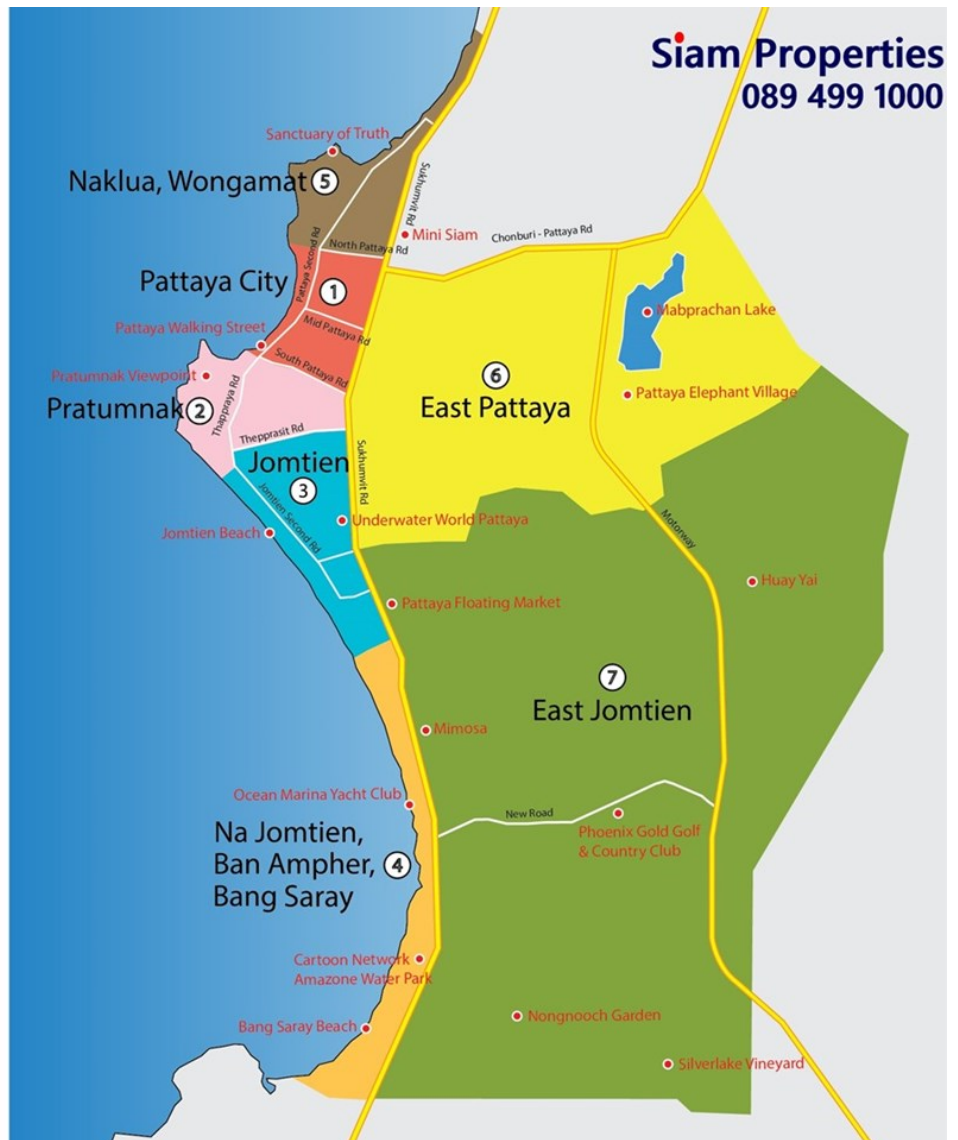 Siam Properties
089 499 1000
Sanctuary of Truth
Naklua, Wongamat 5
Sukhumvit Rd
Mini Siam
Chonburi - Pattaya Rd
North Pattaya Rd
Pattaya Second Rd
Pattaya City
1
Mabprachan Lake
Mid Pattaya Rd
Pattaya Walking Street
South Pattaya Rd
Pratumnak Viewpoint
Pratumnak 2
Thappraya Rd
6
East Pattaya
Pattaya Elephant Village
Thepprasit Rd
Jomtien
3
Sukhumvit Rd
Jomtien Second Rd
Underwater World Pattaya
Jomtien Beach
Motorway
Huay Yai
Pattaya Floating Market
7
East Jomtien
Mimosa
Ocean Marina Yacht Club
New Road
Phoenix Gold Golf
& Country Club
Na Jomtien,
Ban Ampher, 4
Bang Saray
Cartoon Network
Amazone Water Park
Nongnooch Garden
Bang Saray Beach
Silverlake Vineyard